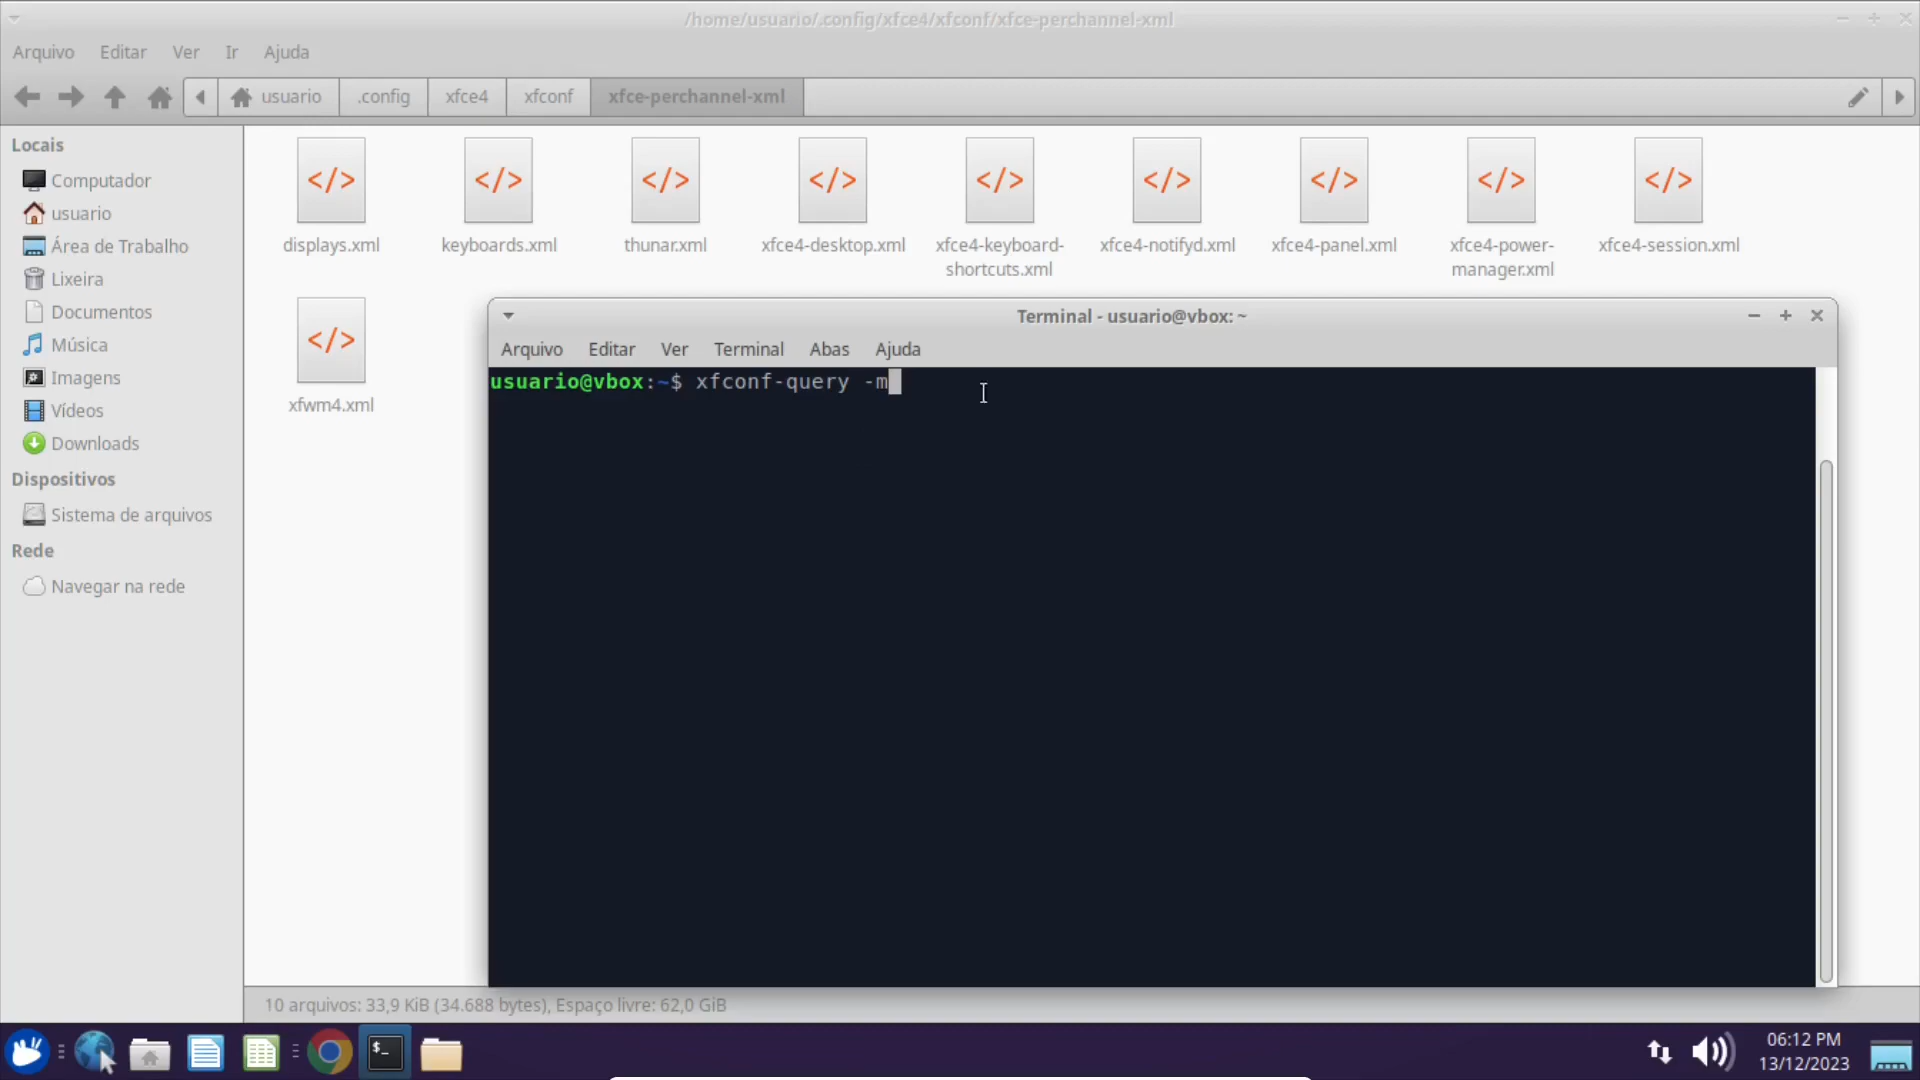 /home/usuario/.config/xfce4/xfconf/xfce-perchannel-xml
Arquivo Editar Ver Ir Ajuda
usuario .config xfce4 xfconf xfce-perchannel-xml
Locais
Computador
usuario
Área de Trabalho
Lixeira
Documentos
Música
Imagens
Vídeos
Downloads
Dispositivos
Sistema de arquivos
Rede
Navegar na rede
</> </> </> </> </> </> </> </> </>
displays.xml keyboards.xml thunar.xml xfce4-desktop.xml xfce4-keyboard-shortcuts.xml xfce4-notifyd.xml xfce4-panel.xml xfce4-power-manager.xml xfce4-session.xml
</>
xfwm4.xml
Terminal - usuario@vbox: ~
Arquivo Editar Ver Terminal Abas Ajuda
usuario@vbox:~$ xfconf-query -m
10 arquivos: 33,9 KiB (34.688 bytes), Espaço livre: 62,0 GiB
$_
06:12 PM
13/12/2023